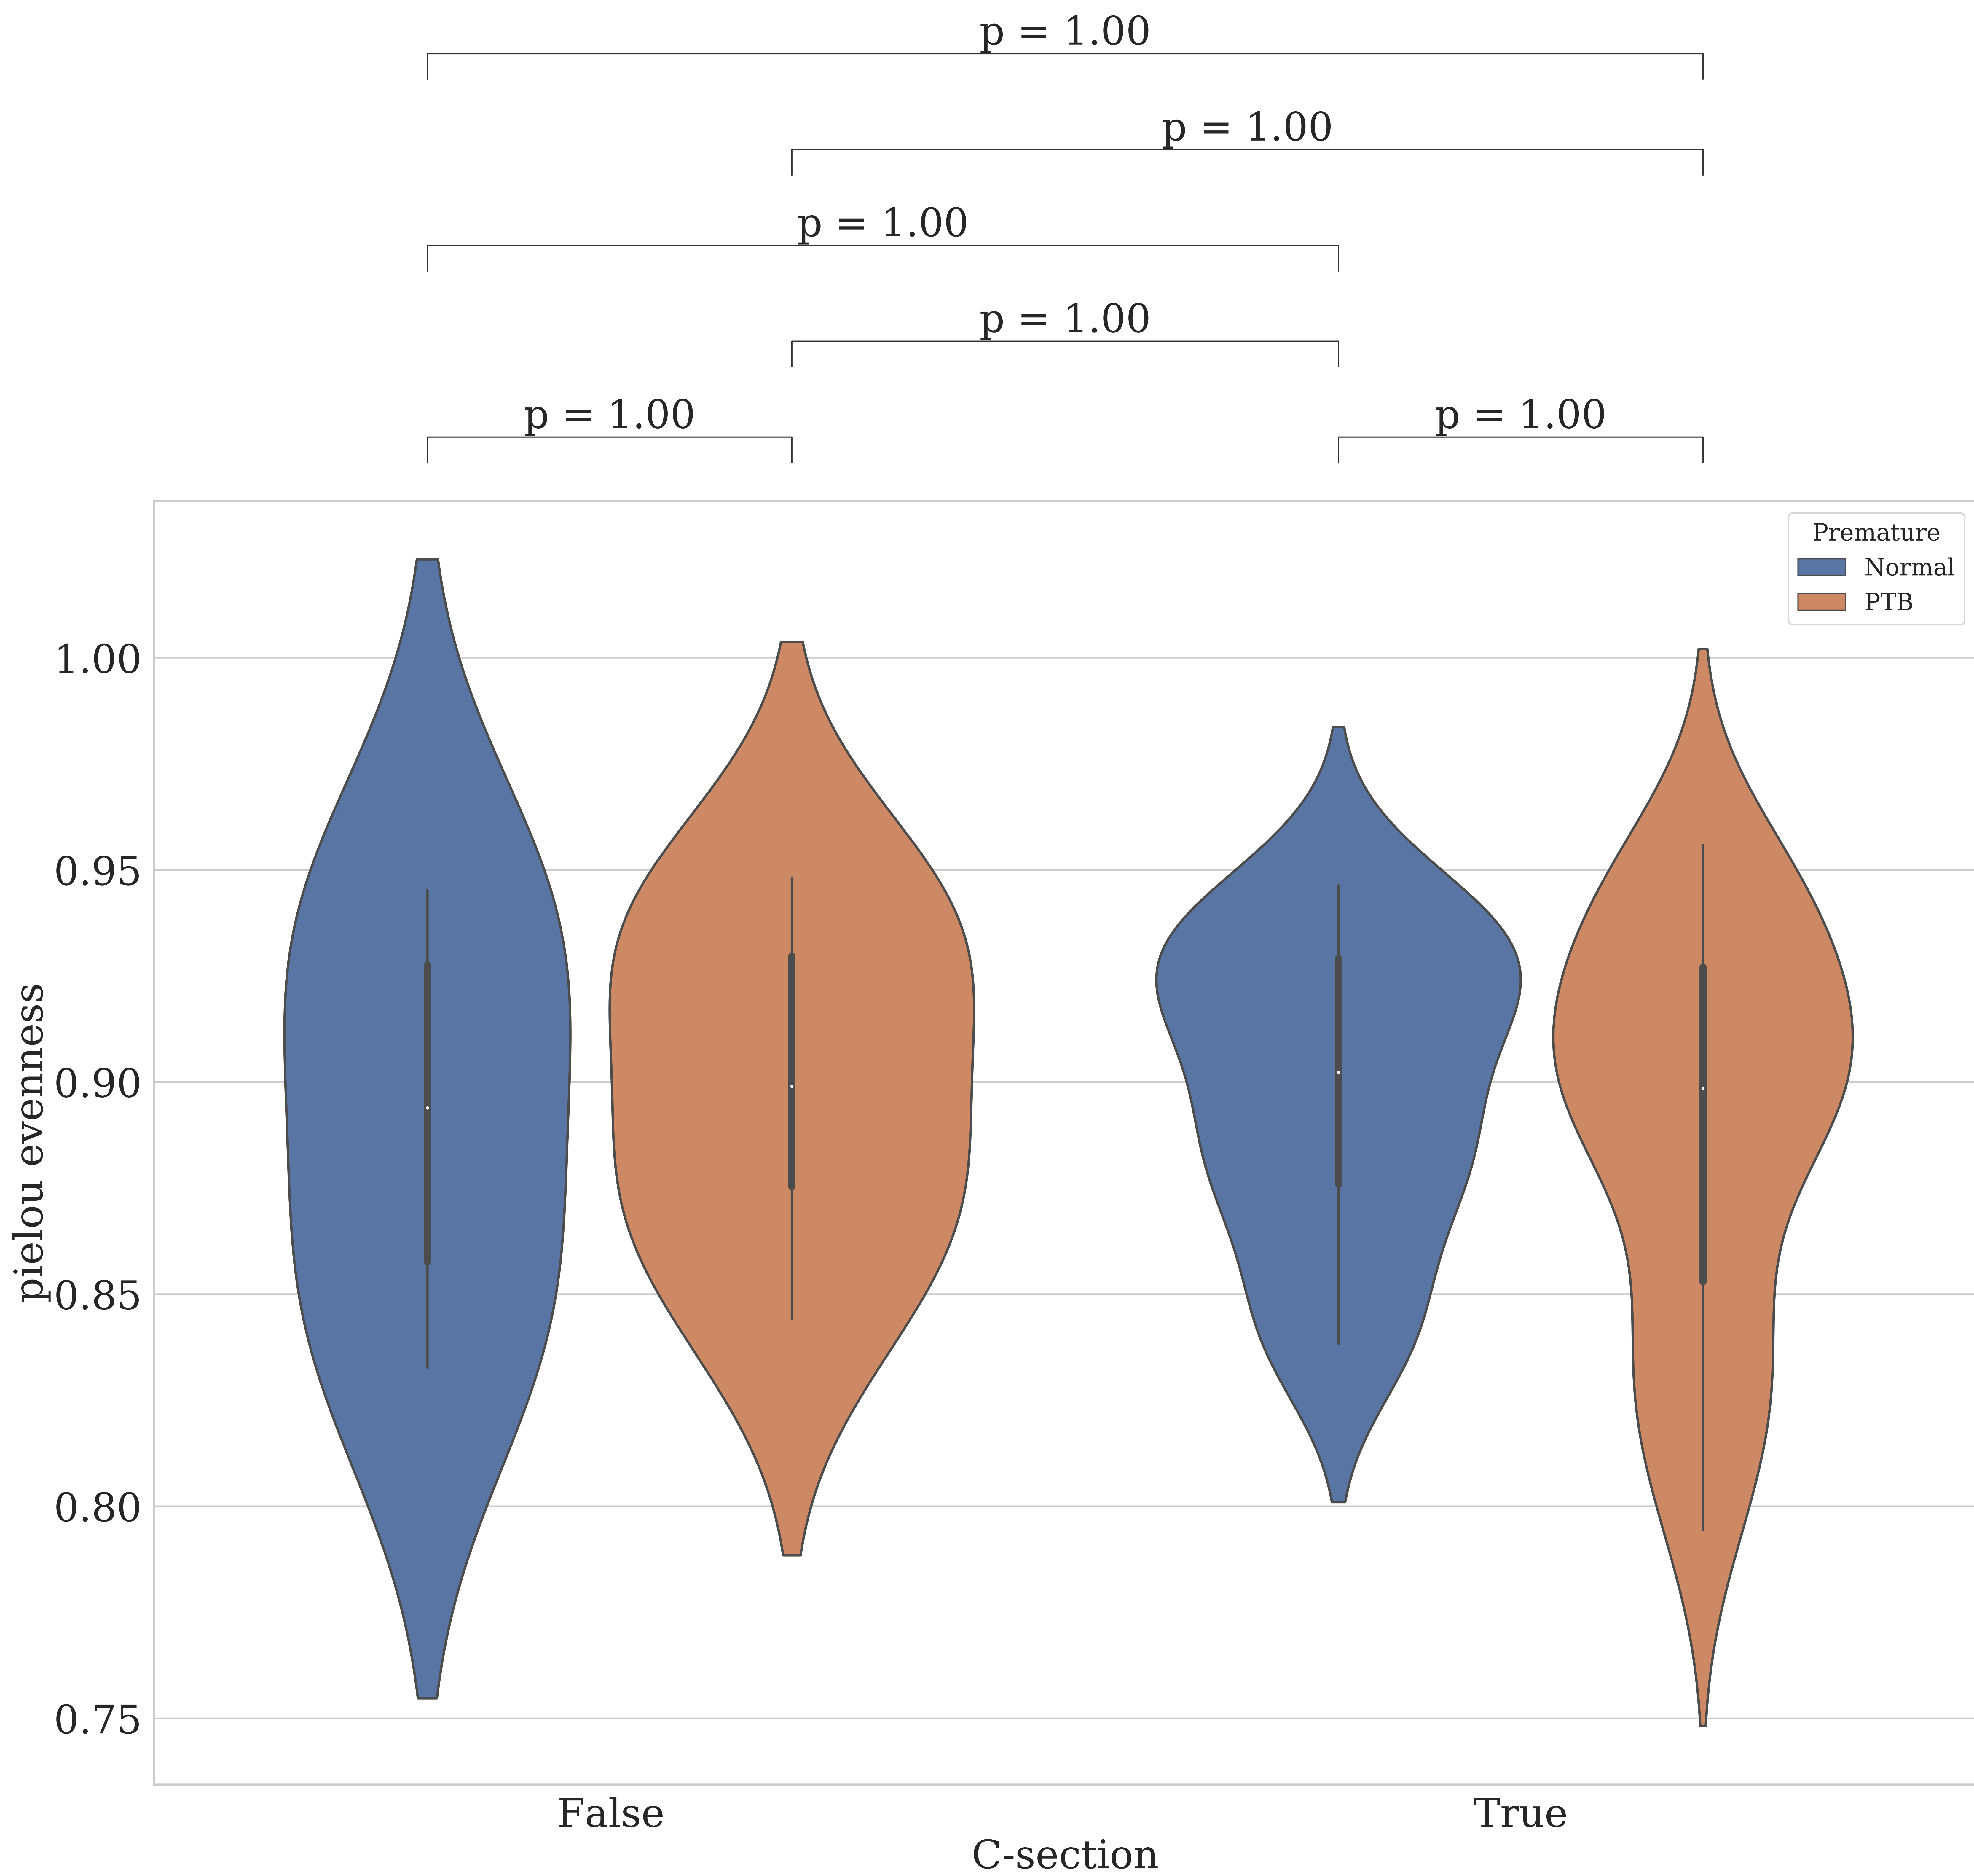 p = 1.00
p = 1.00
p = 1.00
p = 1.00
p = 1.00
p = 1.00
Premature
Normal
PTB
1.00
0.95
0.90
0.85
0.80
0.75
pielou evenness
False
True
C-section